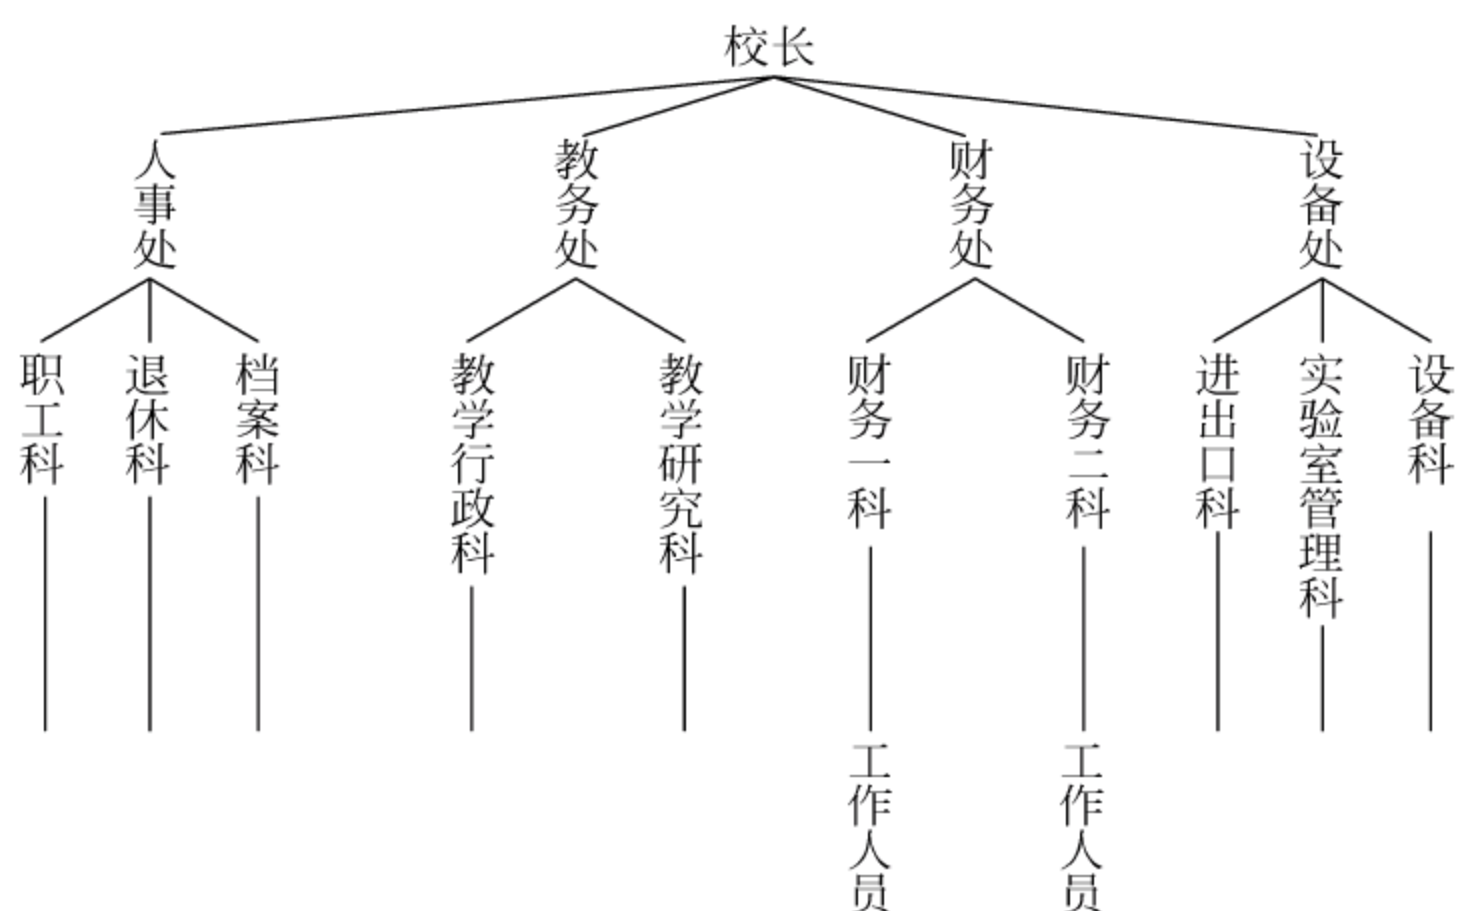 校长
人事处
教务处
财务处
设备处
职工科
退休科
档案科
教学行政科
教学研究科
财务一科
财务二科
进出口科
实验室管理科
设备科
工作人员
工作人员